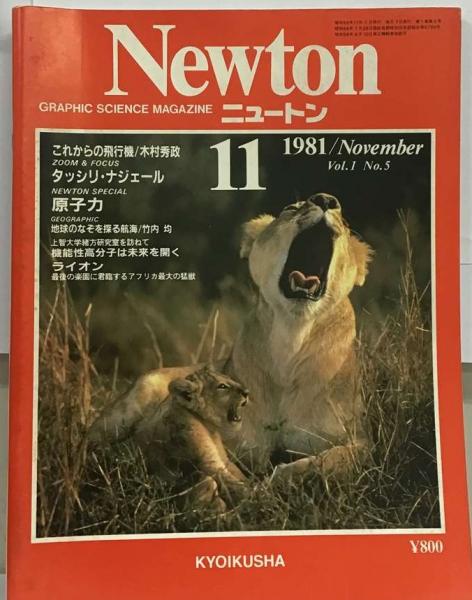 Newton
GRAPHIC SCIENCE MAGAZINE ニュートン
これからの飛行機/木村秀政
ZOOM & FOCUS
タッシリ・ナジェール
NEWTON SPECIAL
原子力
GEOGRAPHIC
地球のなぞを探る航海/竹内 均
上智大学緒方研究室を訪ねて
機能性高分子は未来を開く
ライオン
最後の楽園に君臨するアフリカ最大の猛獣
11
1981/November
Vol.1 No.5
¥800
KYOIKUSHA